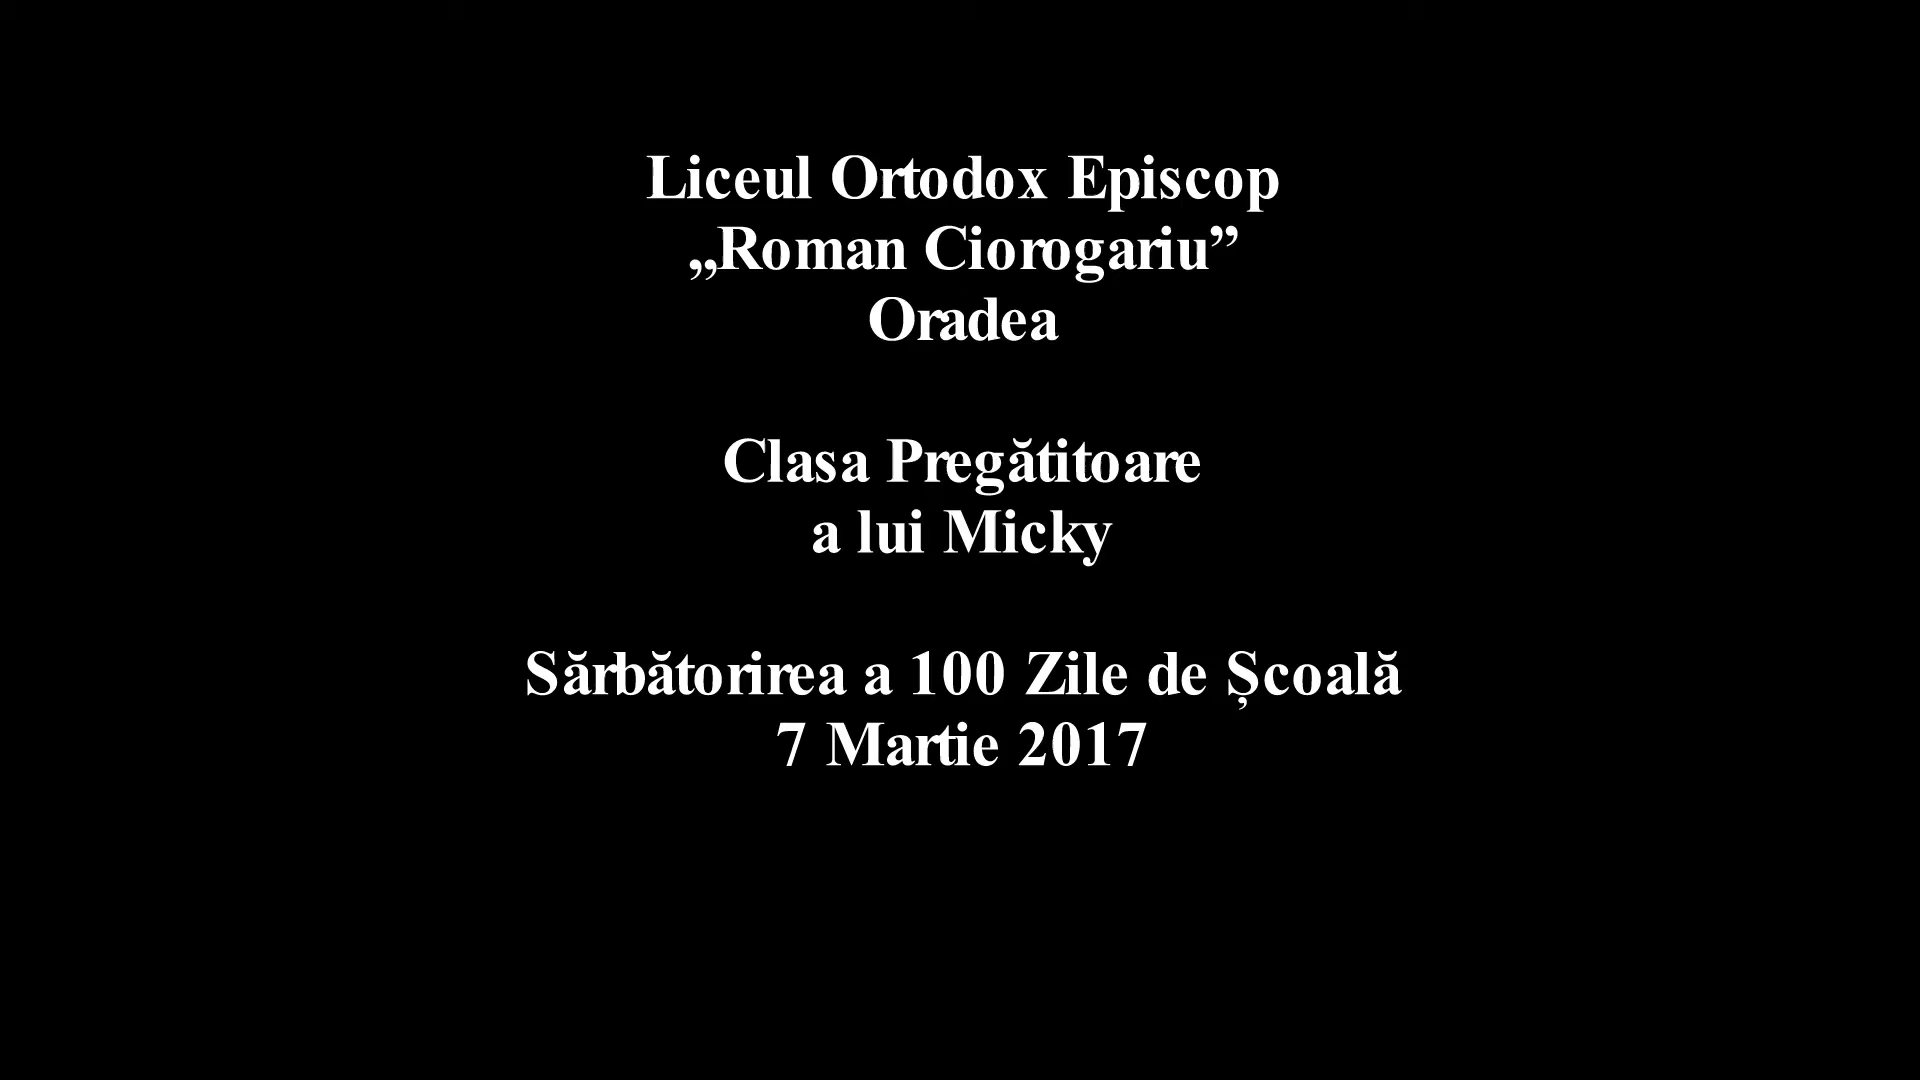 Liceul Ortodox Episcop
„Roman Ciorogariu”
Oradea
Clasa Pregătitoare
a lui Micky
Sărbătorirea a 100 Zile de Școală
7 Martie 2017